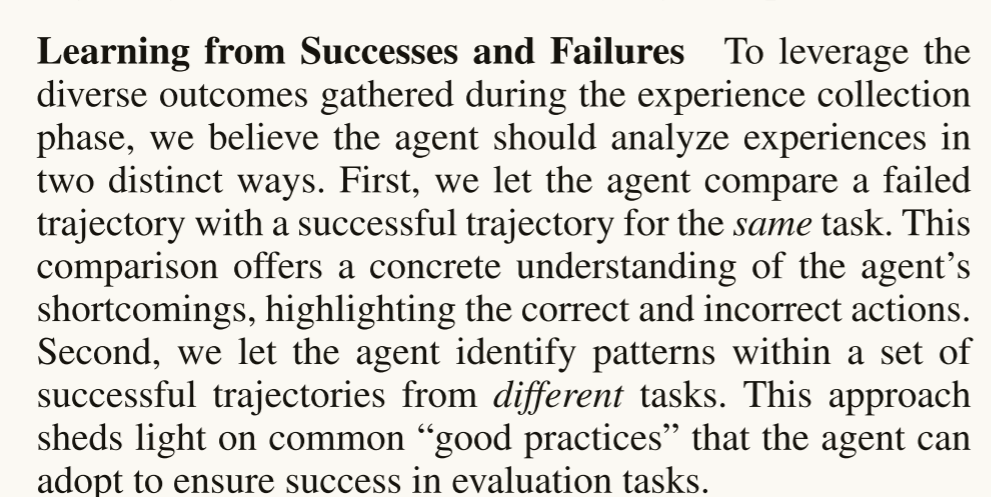 Learning from Successes and Failures To leverage the
diverse outcomes gathered during the experience collection
phase, we believe the agent should analyze experiences in
two distinct ways. First, we let the agent compare a failed
trajectory with a successful trajectory for the same task. This
comparison offers a concrete understanding of the agent’s
shortcomings, highlighting the correct and incorrect actions.
Second, we let the agent identify patterns within a set of
successful trajectories from different tasks. This approach
sheds light on common “good practices” that the agent can
adopt to ensure success in evaluation tasks.